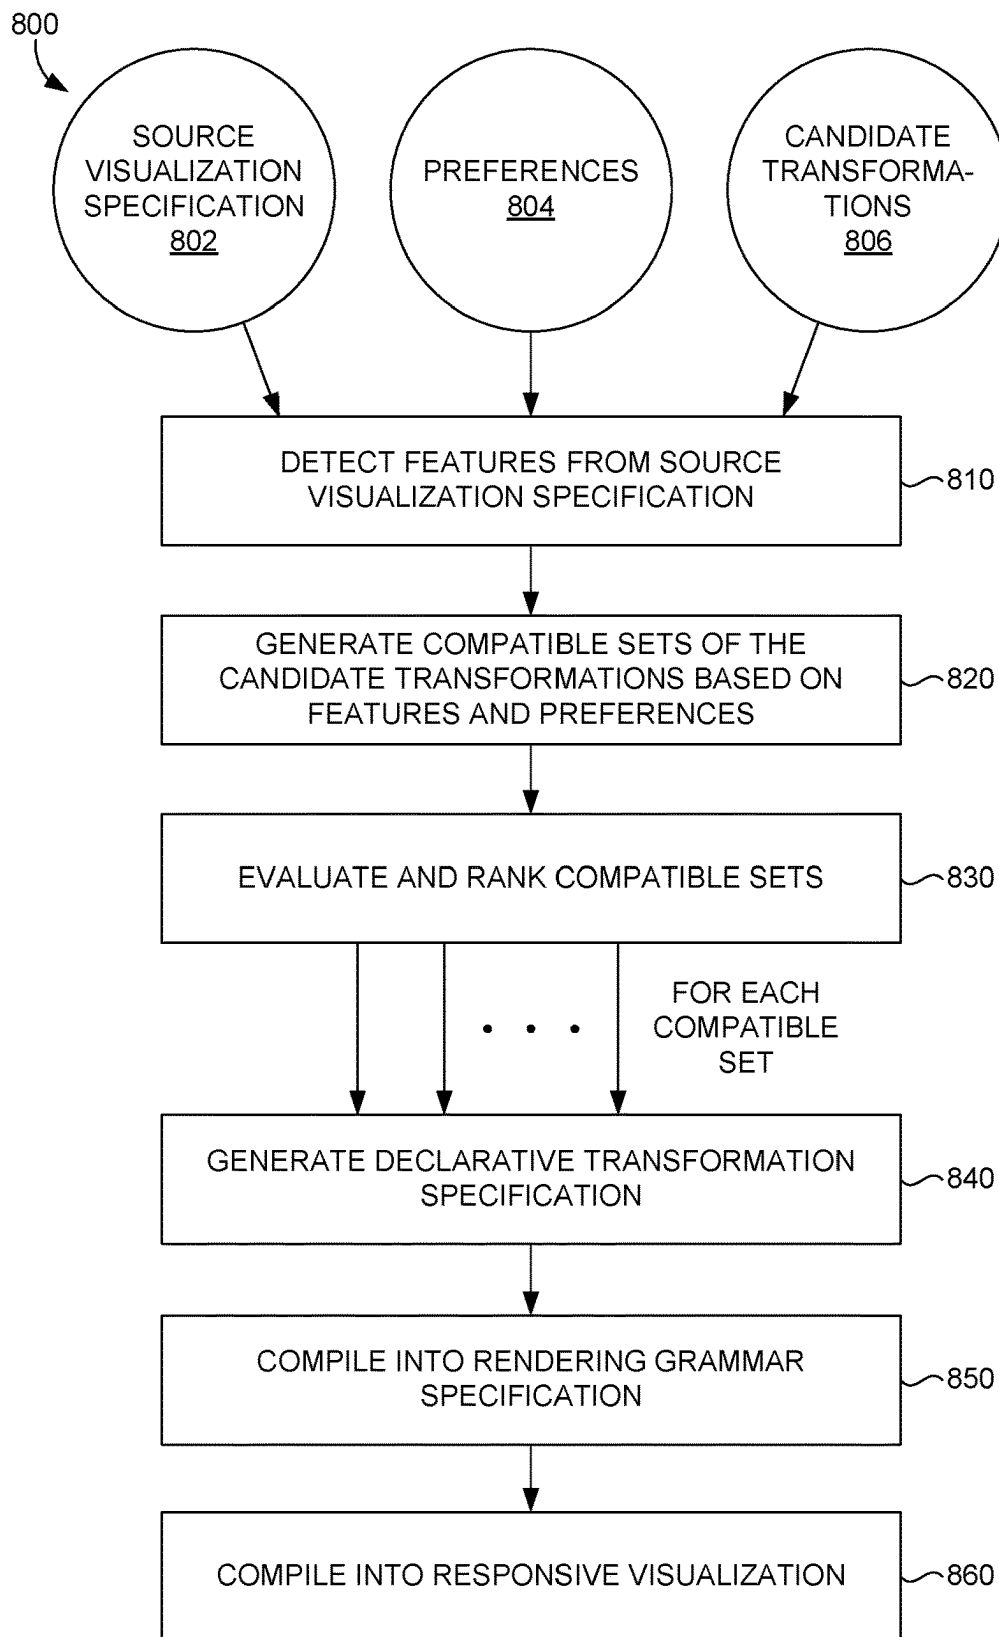 800
SOURCE
VISUALIZATION
SPECIFICATION
802
PREFERENCES
804
CANDIDATE
TRANSFORMA-
TIONS
806
DETECT FEATURES FROM SOURCE
VISUALIZATION SPECIFICATION
810
GENERATE COMPATIBLE SETS OF THE
CANDIDATE TRANSFORMATIONS BASED ON
FEATURES AND PREFERENCES
820
EVALUATE AND RANK COMPATIBLE SETS
830
FOR EACH
COMPATIBLE
SET
GENERATE DECLARATIVE TRANSFORMATION
SPECIFICATION
840
COMPILE INTO RENDERING GRAMMAR
SPECIFICATION
850
COMPILE INTO RESPONSIVE VISUALIZATION
860